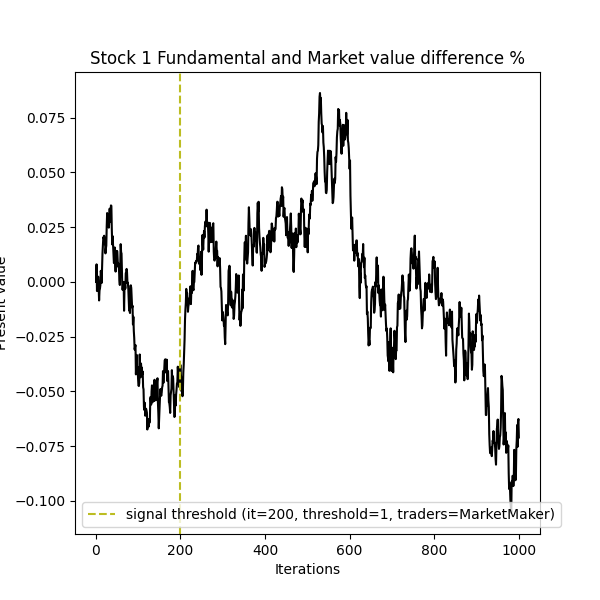 Stock 1 Fundamental and Market value difference %
0.075
0.050
0.025
0.000
−0.025
−0.050
−0.075
−0.100
Present value
signal threshold (it=200, threshold=1, traders=MarketMaker)
0 200 400 600 800 1000
Iterations